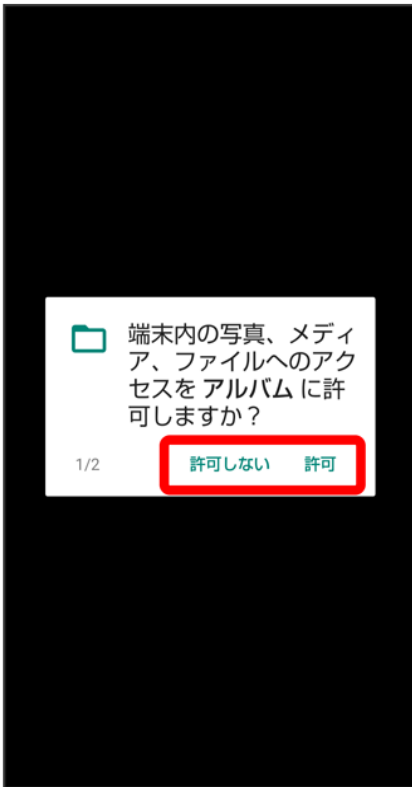 端末内の写真、メディ
ア、ファイルへのアク
セスを アルバム に許
可しますか？
1/2 許可しない 許可